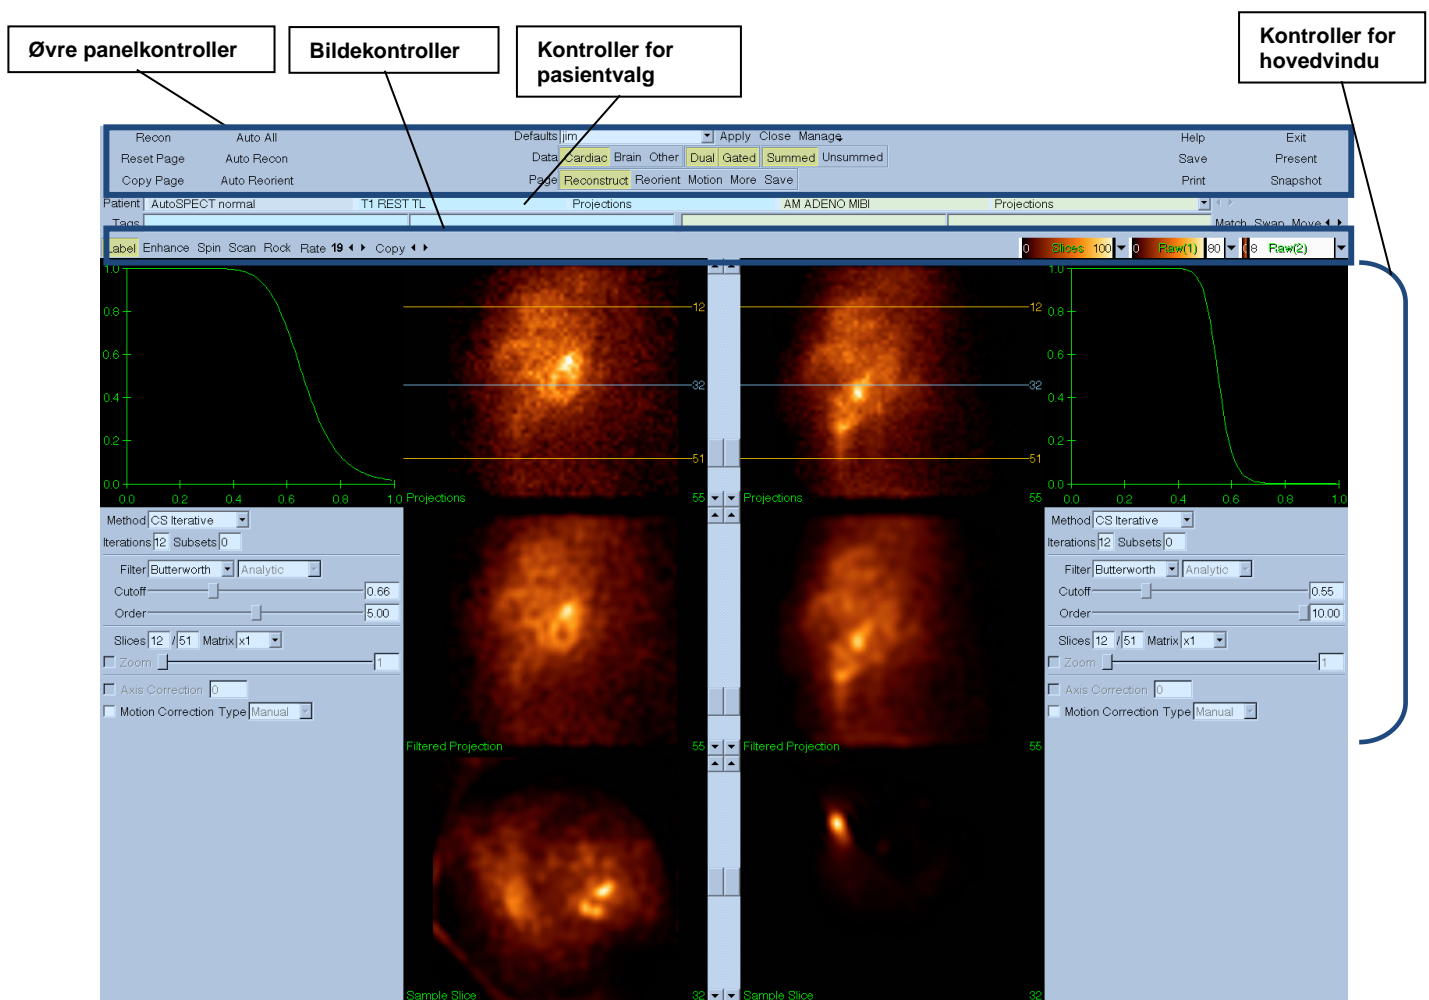 Øvre panelkontroller
Bildekontroller
Kontroller for
pasientvalg
Kontroller for
hovedvindu
Recon Auto All Defaults jim Apply Close Manage Help Exit
Reset Page Auto Recon Data Cardiac Brain Other Dual Gated Summed Unsummed Save Present
Copy Page Auto Reorient Page Reconstruct Reorient Motion More Save Print Snapshot
Patient AutoSPECT normal T1 REST TL Projections AM ADENO MIBI Projections
Tags Match Swap Move
Label Enhance Spin Scan Rock Rate 19 Copy 0 Slices 100 0 Raw(1) 80 Raw(2)
1.0
0.8
0.6
0.4
0.2
0.0
0.0 0.2 0.4 0.6 0.8 1.0
12
32
51
Projections 55
12
32
51
Projections 55
1.0
0.8
0.6
0.4
0.2
0.0
0.0 0.2 0.4 0.6 0.8 1.0
Method CS Iterative
Iterations 12 Subsets 0
Filter Butterworth Analytic
Cutoff 0.66
Order 5.00
Slices 12 / 51 Matrix x1
Zoom 1
Axis Correction 0
Motion Correction Type Manual
Filtered Projection 55
Filtered Projection 55
Method CS Iterative
Iterations 12 Subsets 0
Filter Butterworth Analytic
Cutoff 0.55
Order 10.00
Slices 12 / 51 Matrix x1
Zoom 1
Axis Correction 0
Motion Correction Type Manual
Sample Slice 32
Sample Slice 32